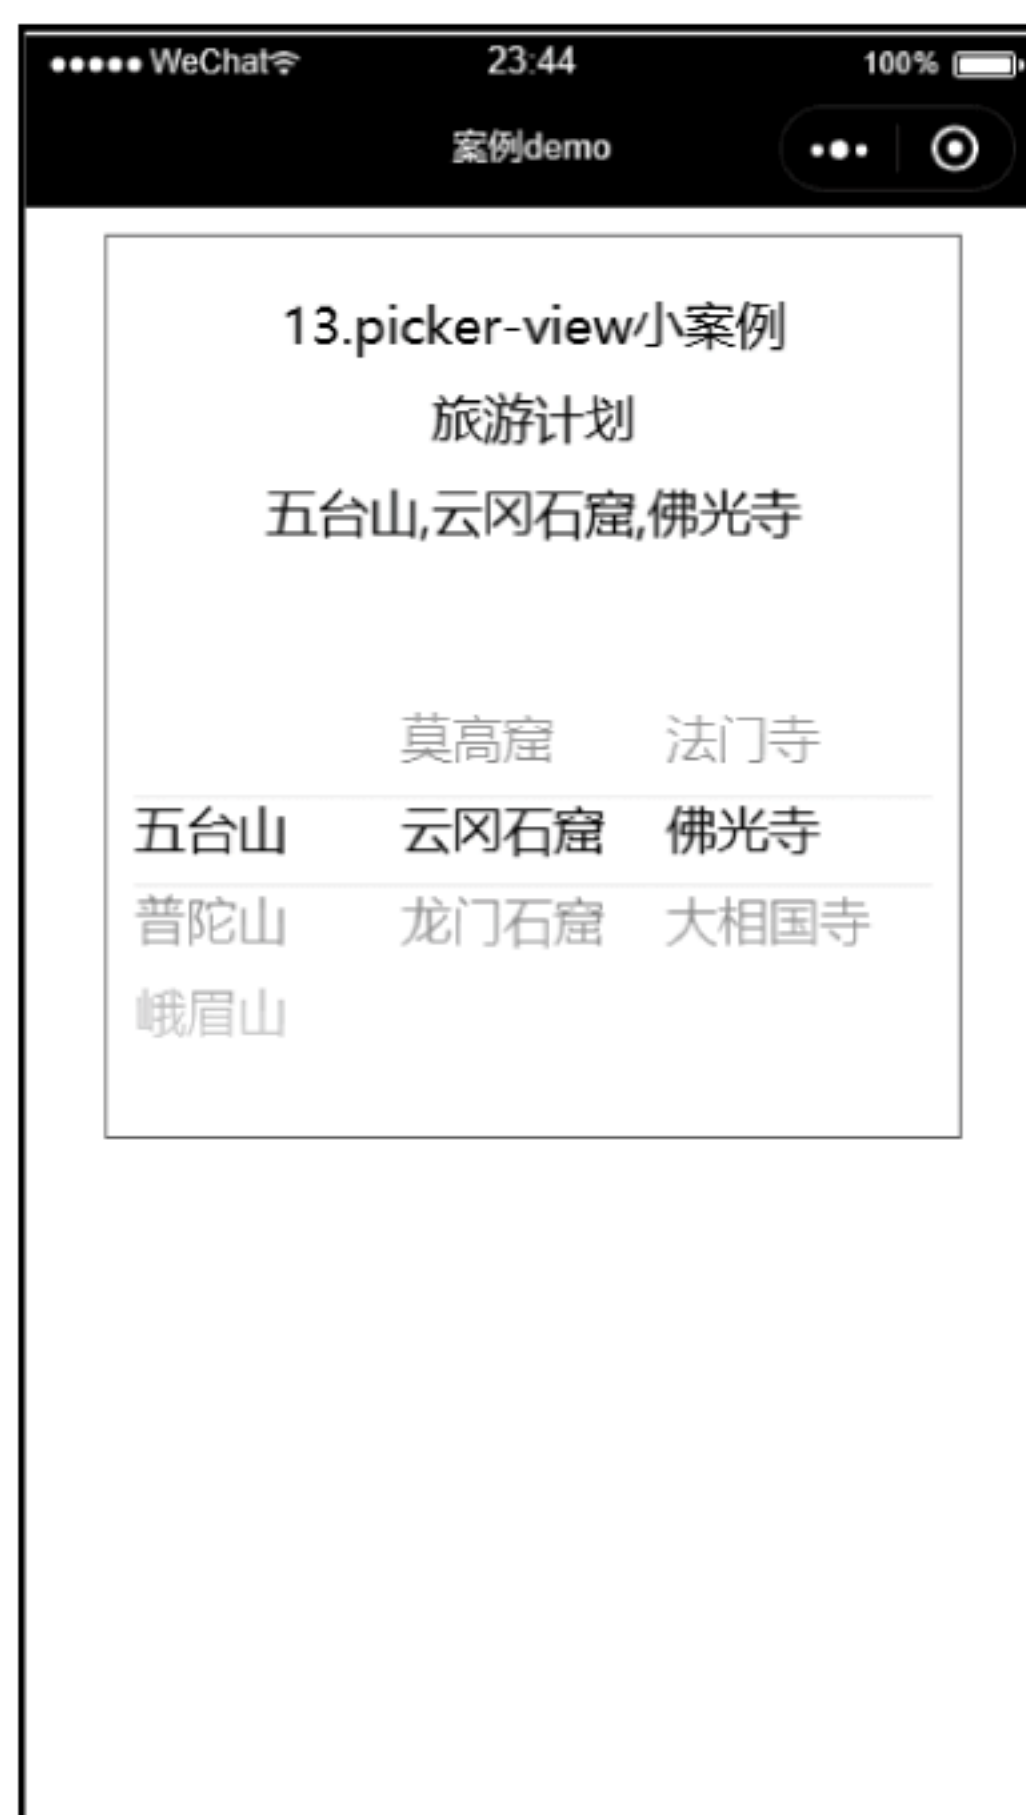 WeChat 23:44 100%
案例demo
13.picker-view小案例
旅游计划
五台山,云冈石窟,佛光寺
莫高窟 法门寺
五台山 云冈石窟 佛光寺
普陀山 龙门石窟 大相国寺
峨眉山